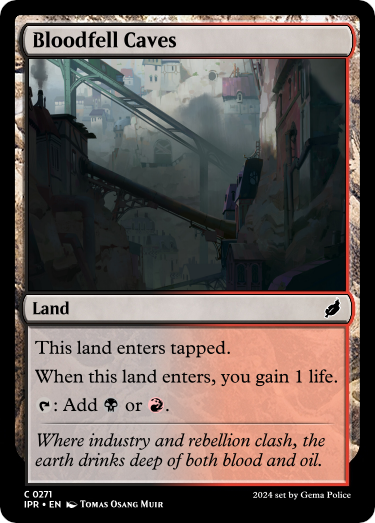 Bloodfell Caves
Land
This land enters tapped.
When this land enters, you gain 1 life.
: Add or .
Where industry and rebellion clash, the
earth drinks deep of both blood and oil.
C 0271
IPR • EN Tomas Osang Muir
2024 set by Gema Police